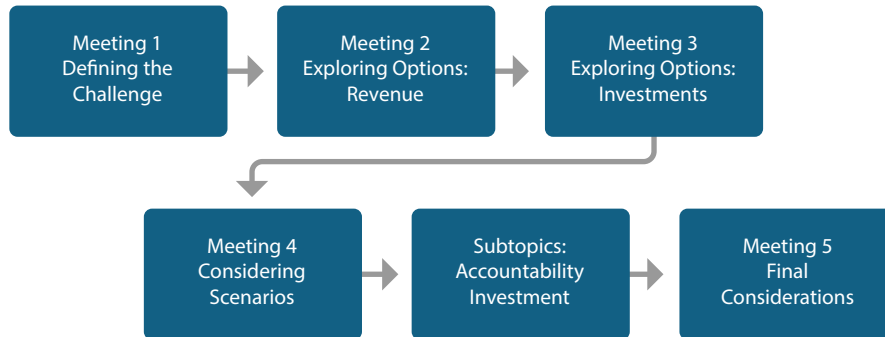 Meeting 1
Defining the
Challenge
Meeting 2
Exploring Options:
Revenue
Meeting 3
Exploring Options:
Investments
Meeting 4
Considering
Scenarios
Subtopics:
Accountability
Investment
Meeting 5
Final
Considerations